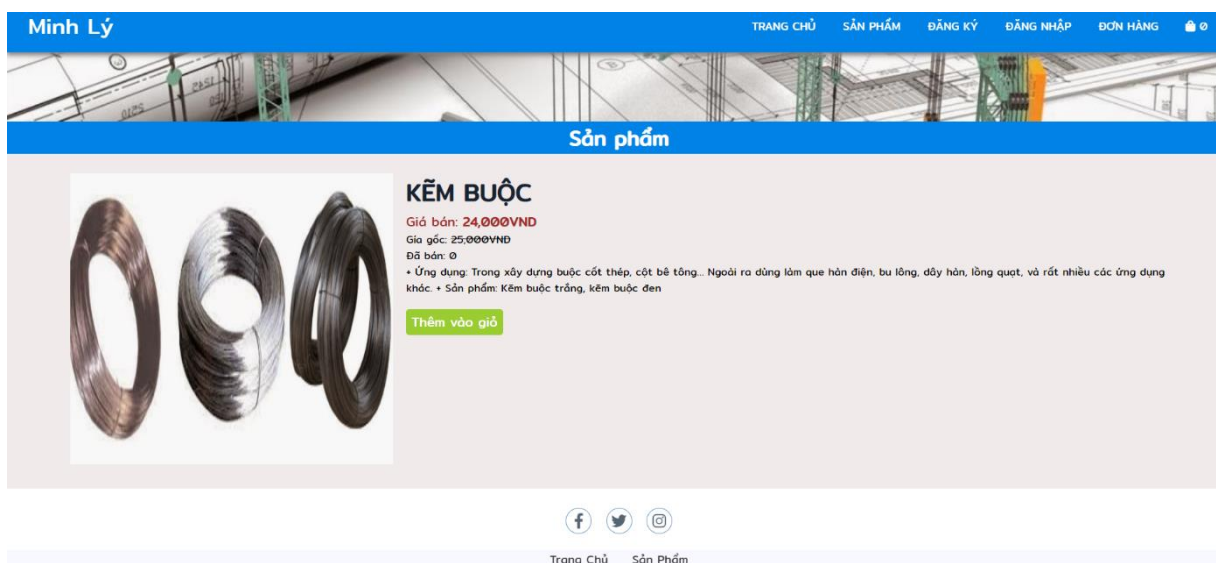 Minh Lý
TRANG CHỦ SẢN PHẨM ĐĂNG KÝ ĐĂNG NHẬP ĐƠN HÀNG 0
Sản phẩm
KẼM BUỘC
Giá bán: 24,000VND
Gía gốc: 25,000VND
Đã bán: 0
+ Ứng dụng: Trong xây dựng buộc cốt thép, cột bê tông... Ngoài ra dùng làm que hàn điện, bu lông, dây hàn, lồng quạt, và rất nhiều các ứng dụng
khác. + Sản phẩm: Kẽm buộc trắng, kẽm buộc đen
Thêm vào giỏ
Trang Chủ Sản Phẩm